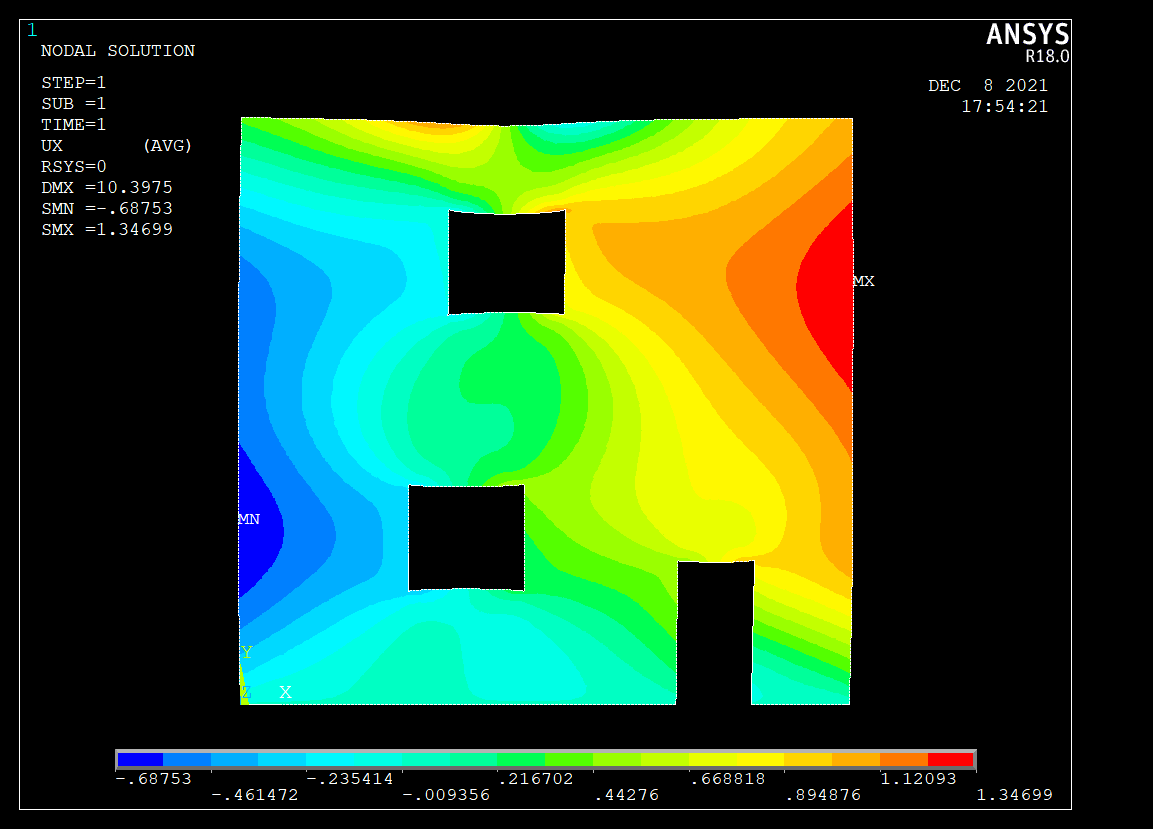 1
NODAL SOLUTION
STEP=1
SUB =1
TIME=1
UX (AVG)
RSYS=0
DMX =10.3975
SMN =-.68753
SMX =1.34699
ANSYS
R18.0
DEC 8 2021
17:54:21
MX
MN
Y
Z X
-.68753 -.235414 .216702 .668818 1.12093
-.461472 -.009356 .44276 .894876 1.34699